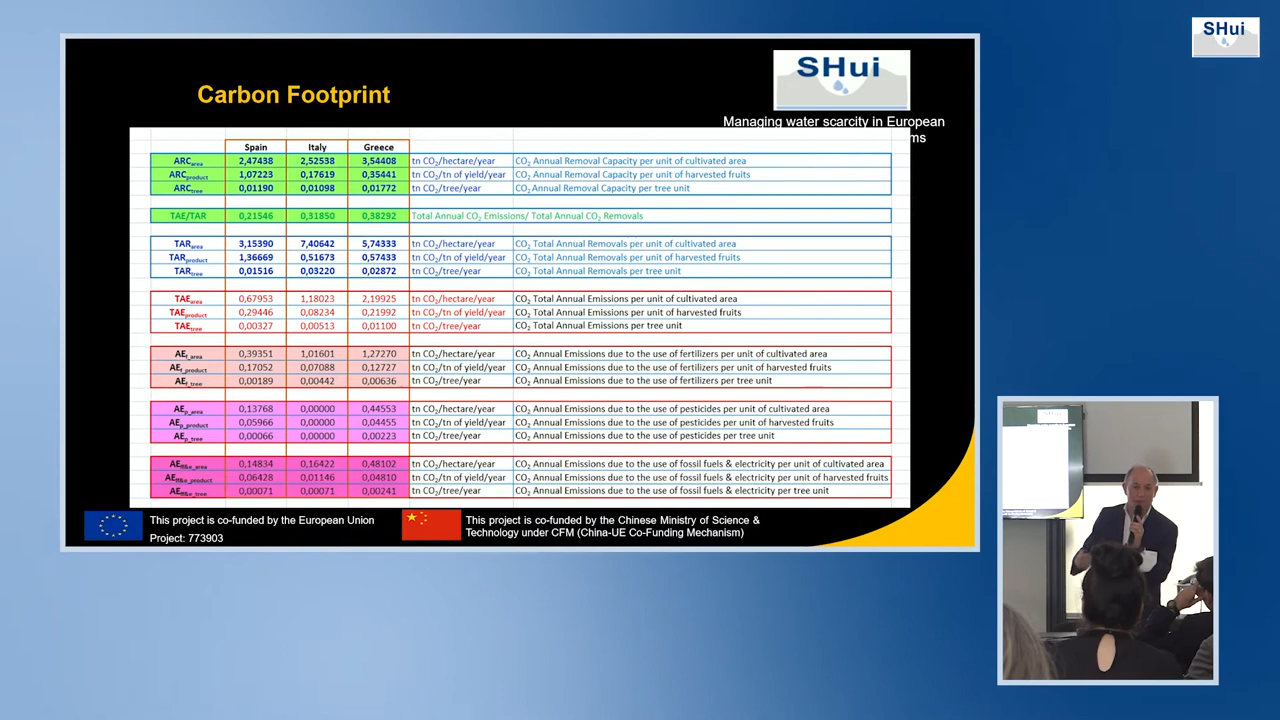 SHui
Carbon Footprint
SHui
Managing water scarcity in European
ms
Spain Italy Greece
ARCarea 2,47438 2,52538 3,54408 tn CO2/hectare/year CO2 Annual Removal Capacity per unit of cultivated area
ARCproduct 1,07223 0,17619 0,35441 tn CO2/tn of yield/year CO2 Annual Removal Capacity per unit of harvested fruits
ARCtree 0,01190 0,01098 0,01772 tn CO2/tree/year CO2 Annual Removal Capacity per tree unit
TAE/TAR 0,21546 0,31850 0,38292 Total Annual CO2 Emissions/ Total Annual CO2 Removals
TARarea 3,15390 7,40642 5,74333 tn CO2/hectare/year CO2 Total Annual Removals per unit of cultivated area
TARproduct 1,36669 0,51673 0,57433 tn CO2/tn of yield/year CO2 Total Annual Removals per unit of harvested fruits
TARtree 0,01516 0,03220 0,02872 tn CO2/tree/year CO2 Total Annual Removals per tree unit
TAEarea 0,67953 1,18023 2,19925 tn CO2/hectare/year CO2 Total Annual Emissions per unit of cultivated area
TAEproduct 0,29446 0,08234 0,21992 tn CO2/tn of yield/year CO2 Total Annual Emissions per unit of harvested fruits
TAEtree 0,00327 0,00513 0,01100 tn CO2/tree/year CO2 Total Annual Emissions per tree unit
AEf_area 0,39351 1,01601 1,27270 tn CO2/hectare/year CO2 Annual Emissions due to the use of fertilizers per unit of cultivated area
AEf_product 0,17052 0,07088 0,12727 tn CO2/tn of yield/year CO2 Annual Emissions due to the use of fertilizers per unit of harvested fruits
AEf_tree 0,00189 0,00442 0,00636 tn CO2/tree/year CO2 Annual Emissions due to the use of fertilizers per tree unit
AEp_area 0,13768 0,00000 0,44553 tn CO2/hectare/year CO2 Annual Emissions due to the use of pesticides per unit of cultivated area
AEp_product 0,05966 0,00000 0,04455 tn CO2/tn of yield/year CO2 Annual Emissions due to the use of pesticides per unit of harvested fruits
AEp_tree 0,00066 0,00000 0,00223 tn CO2/tree/year CO2 Annual Emissions due to the use of pesticides per tree unit
AEff&e_area 0,14834 0,16422 0,48102 tn CO2/hectare/year CO2 Annual Emissions due to the use of fossil fuels & electricity per unit of cultivated area
AEff&e_product 0,06428 0,01146 0,04810 tn CO2/tn of yield/year CO2 Annual Emissions due to the use of fossil fuels & electricity per unit of harvested fruits
AEff&e_tree 0,00071 0,00071 0,00241 tn CO2/tree/year CO2 Annual Emissions due to the use of fossil fuels & electricity per tree unit
This project is co-funded by the European Union
Project: 773903
This project is co-funded by the Chinese Ministry of Science &
Technology under CFM (China-UE Co-Funding Mechanism)